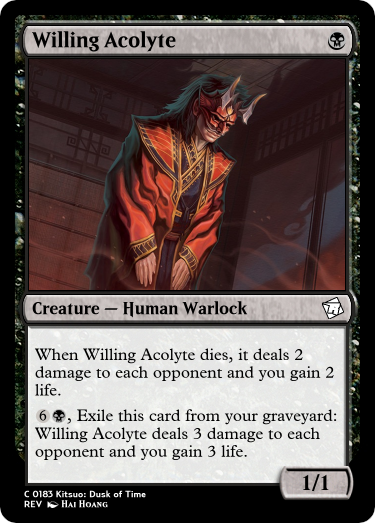 Willing Acolyte
Creature — Human Warlock
When Willing Acolyte dies, it deals 2
damage to each opponent and you gain 2
life.
6, Exile this card from your graveyard:
Willing Acolyte deals 3 damage to each
opponent and you gain 3 life.
1/1
C 0183 Kitsuo: Dusk of Time
REV Hai Hoang